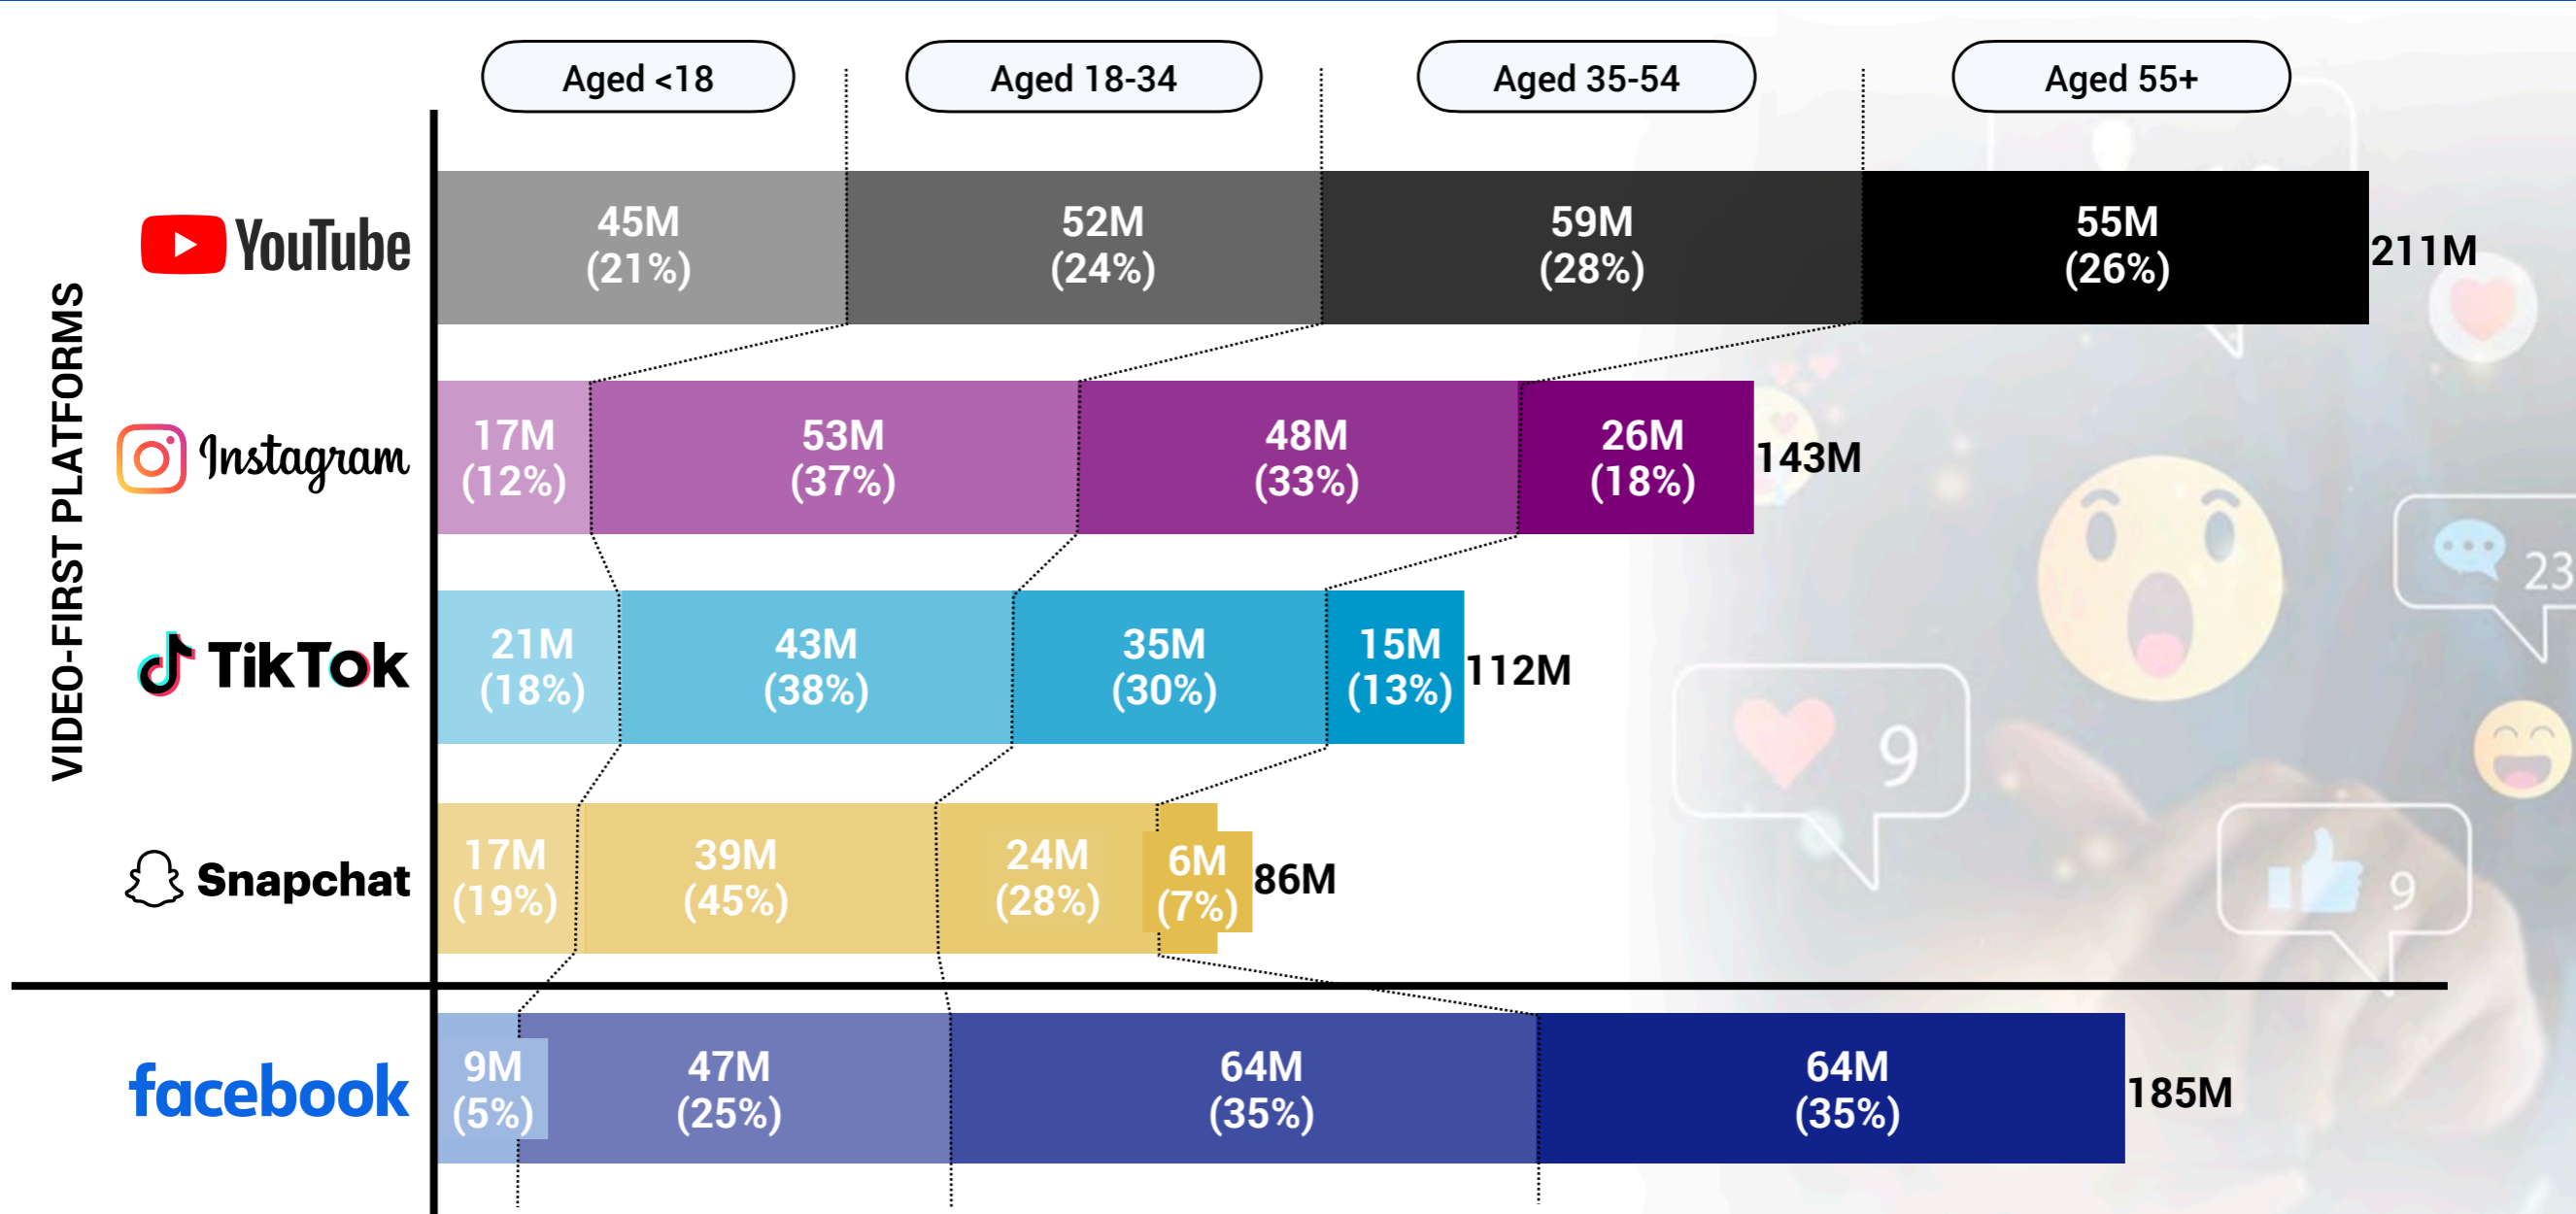 Aged <18
Aged 18-34
Aged 35-54
Aged 55+
VIDEO-FIRST PLATFORMS
YouTube
45M
(21%)
52M
(24%)
59M
(28%)
55M
(26%)
211M
Instagram
17M
(12%)
53M
(37%)
48M
(33%)
26M
(18%)
143M
23
TikTok
21M
(18%)
43M
(38%)
35M
(30%)
15M
(13%)
112M
9
Snapchat
17M
(19%)
39M
(45%)
24M
(28%)
6M
(7%)
86M
9
facebook
9M
(5%)
47M
(25%)
64M
(35%)
64M
(35%)
185M